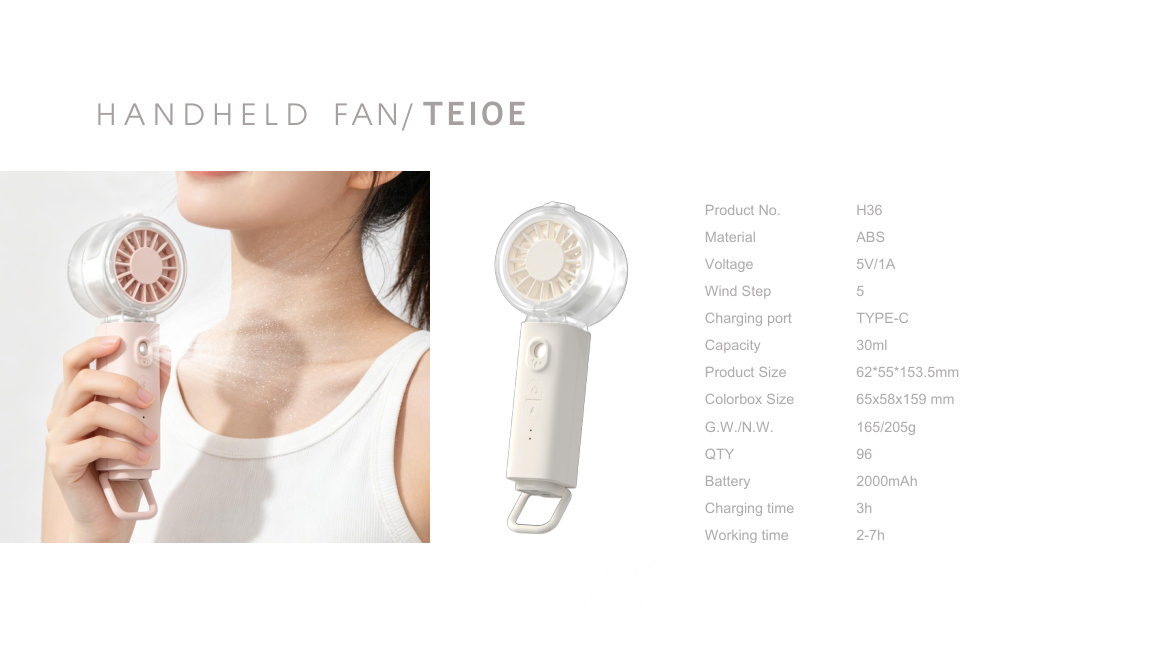 HANDHELD FAN/ TEIOE
Product No. H36
Material ABS
Voltage 5V/1A
Wind Step 5
Charging port TYPE-C
Capacity 30ml
Product Size 62*55*153.5mm
Colorbox Size 65x58x159 mm
G.W./N.W. 165/205g
QTY 96
Battery 2000mAh
Charging time 3h
Working time 2-7h